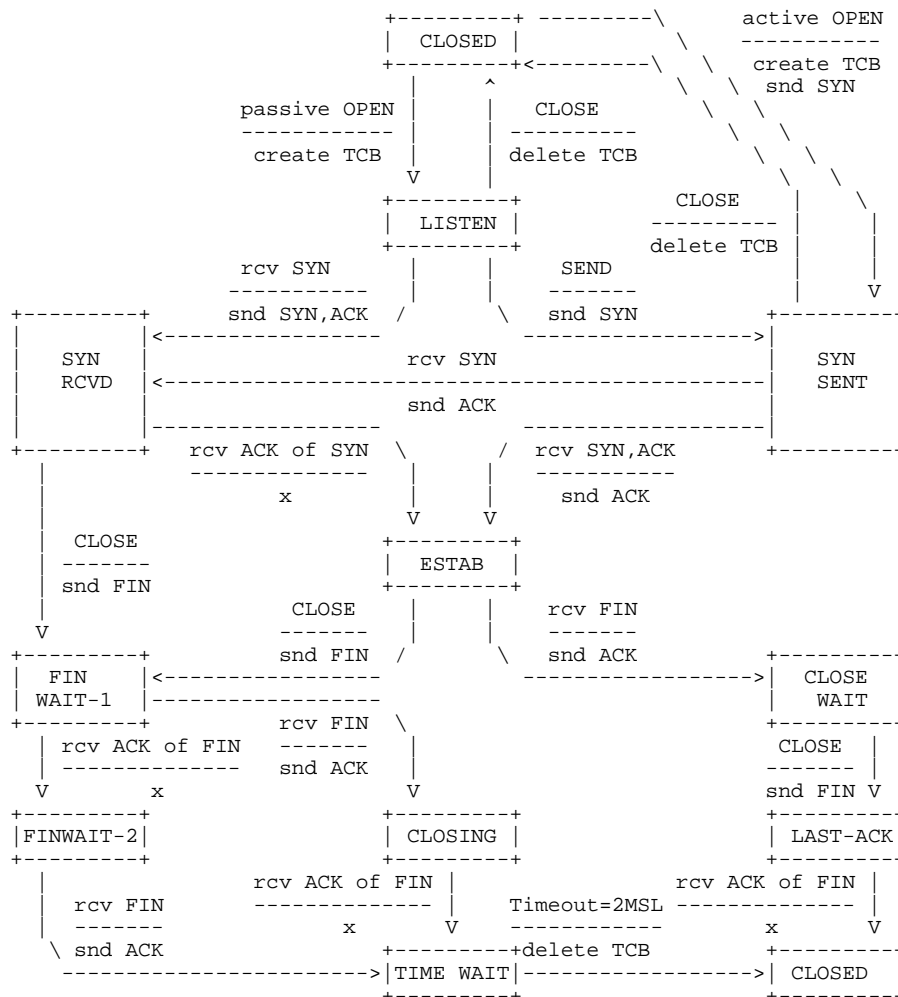 active OPEN
CLOSED
create TCB
snd SYN
passive OPEN CLOSE
create TCB delete TCB
CLOSE
LISTEN
delete TCB
rcv SYN SEND
snd SYN,ACK snd SYN
SYN rcv SYN SYN
RCVD SENT
snd ACK
rcv ACK of SYN rcv SYN,ACK
x snd ACK
CLOSE
ESTAB
snd FIN
CLOSE rcv FIN
snd FIN snd ACK
FIN CLOSE
WAIT-1 WAIT
rcv FIN
rcv ACK of FIN CLOSE
snd ACK
x snd FIN
FINWAIT-2 CLOSING LAST-ACK
rcv ACK of FIN rcv ACK of FIN
rcv FIN Timeout=2MSL
x x
snd ACK delete TCB
TIME WAIT CLOSED